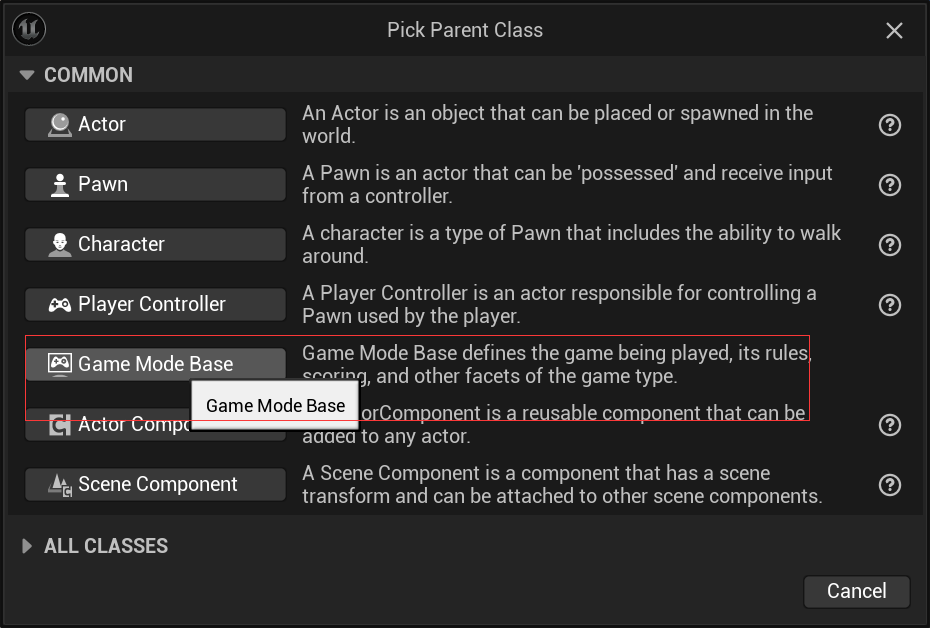 Pick Parent Class
COMMON
Actor
An Actor is an object that can be placed or spawned in the
world.
Pawn
A Pawn is an actor that can be 'possessed' and receive input
from a controller.
Character
A character is a type of Pawn that includes the ability to walk
around.
Player Controller
A Player Controller is an actor responsible for controlling a
Pawn used by the player.
Game Mode Base
Game Mode Base defines the game being played, its rules,
scoring, and other facets of the game type.
Game Mode Base
Actor Compo
orComponent is a reusable component that can be
added to any actor.
Scene Component
A Scene Component is a component that has a scene
transform and can be attached to other scene components.
ALL CLASSES
Cancel